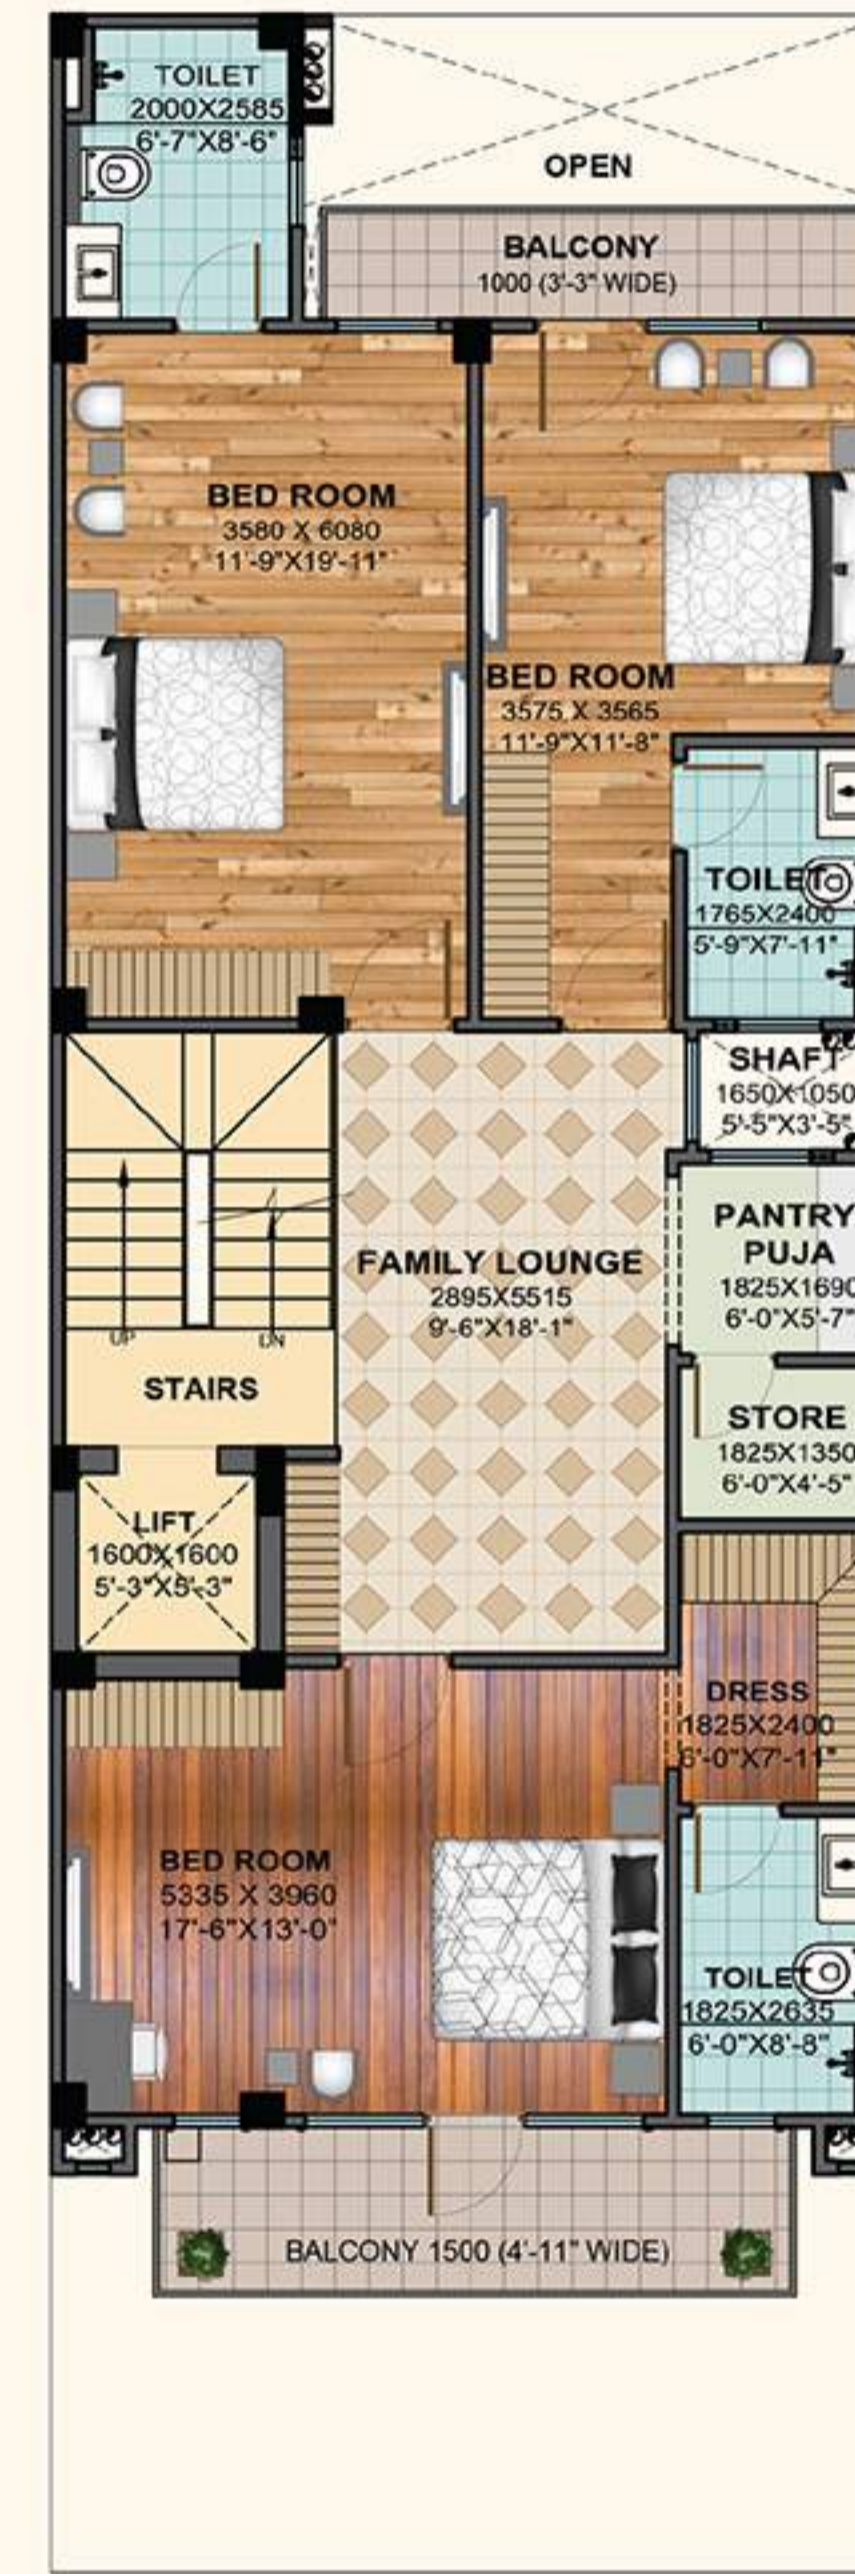 TOILET
2000X2585
6'-7"X8'-6"
OPEN
BALCONY
1000 (3'-3" WIDE)
BED ROOM
3580 X 6080
11'-9"X19'-11"
BED ROOM
3575 X 3565
11'-9"X11'-8"
TOILET
1765X2400
5'-9"X7'-11"
SHAFT
1650X1050
5'-5"X3'-5"
PANTRY
PUJA
1825X1690
6'-0"X5'-7"
FAMILY LOUNGE
2895X5515
9'-6"X18'-1"
UP
DN
STAIRS
STORE
1825X1350
6'-0"X4'-5"
LIFT
1600X1600
5'-3"X5'-3"
DRESS
1825X2400
6'-0"X7'-11"
BED ROOM
5335 X 3960
17'-6"X13'-0"
TOILET
1825X2635
6'-0"X8'-8"
BALCONY 1500 (4'-11" WIDE)